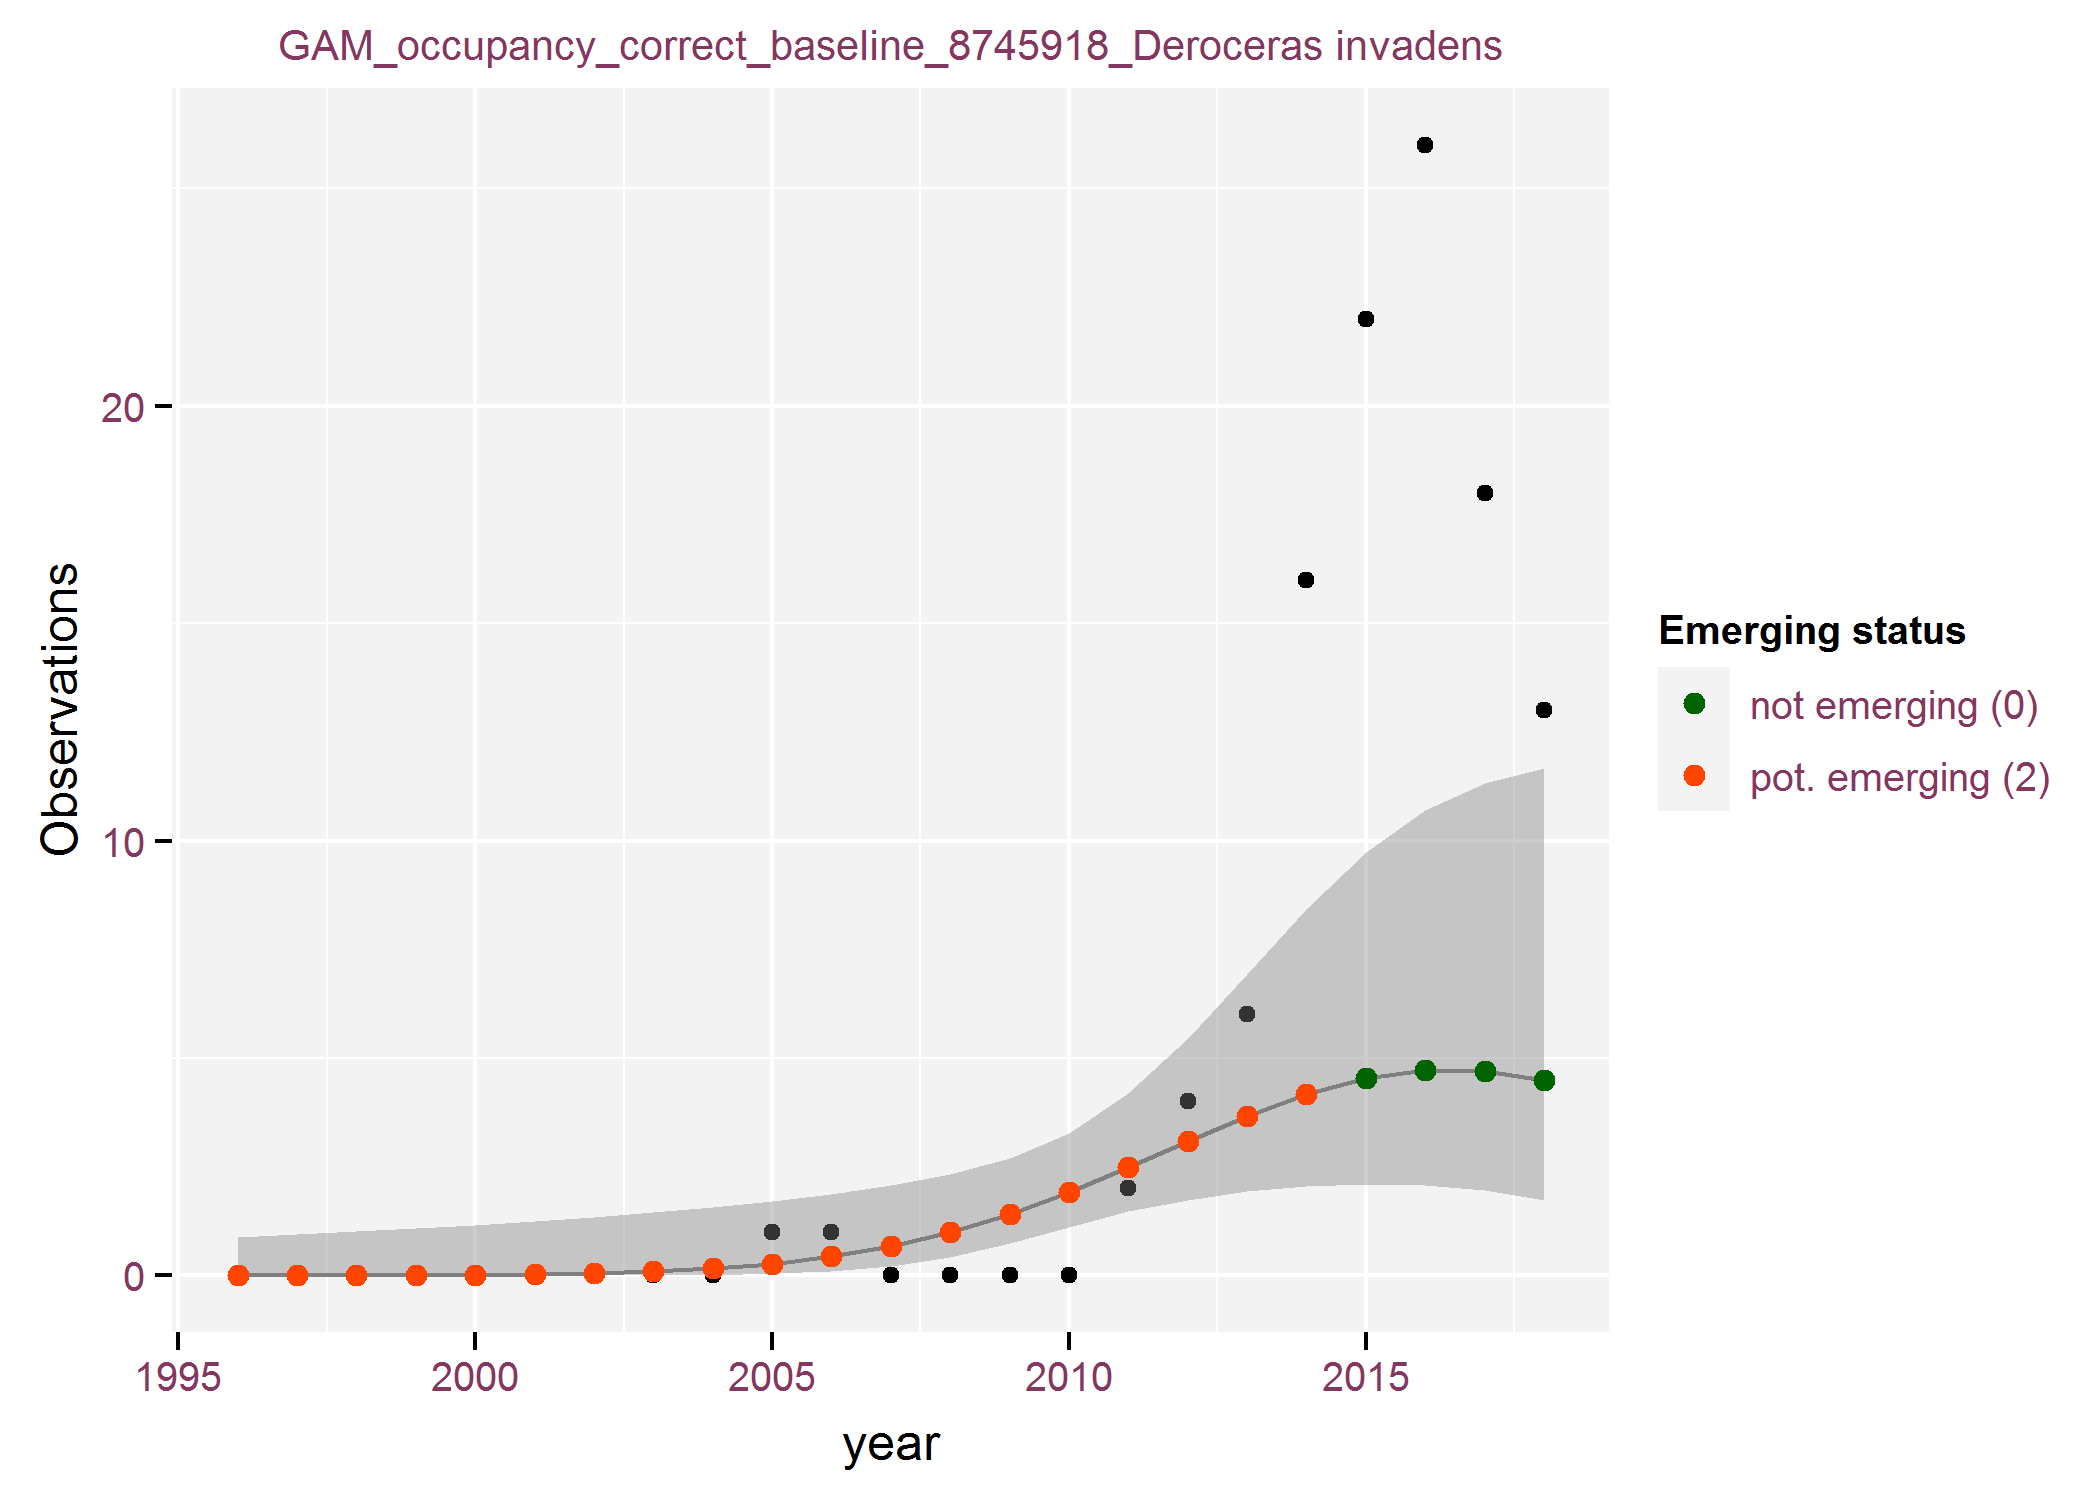 GAM_occupancy_correct_baseline_8745918_Deroceras invadens
Observations
20
10
0
1995 2000 2005 2010 2015
year
Emerging status
not emerging (0)
pot. emerging (2)